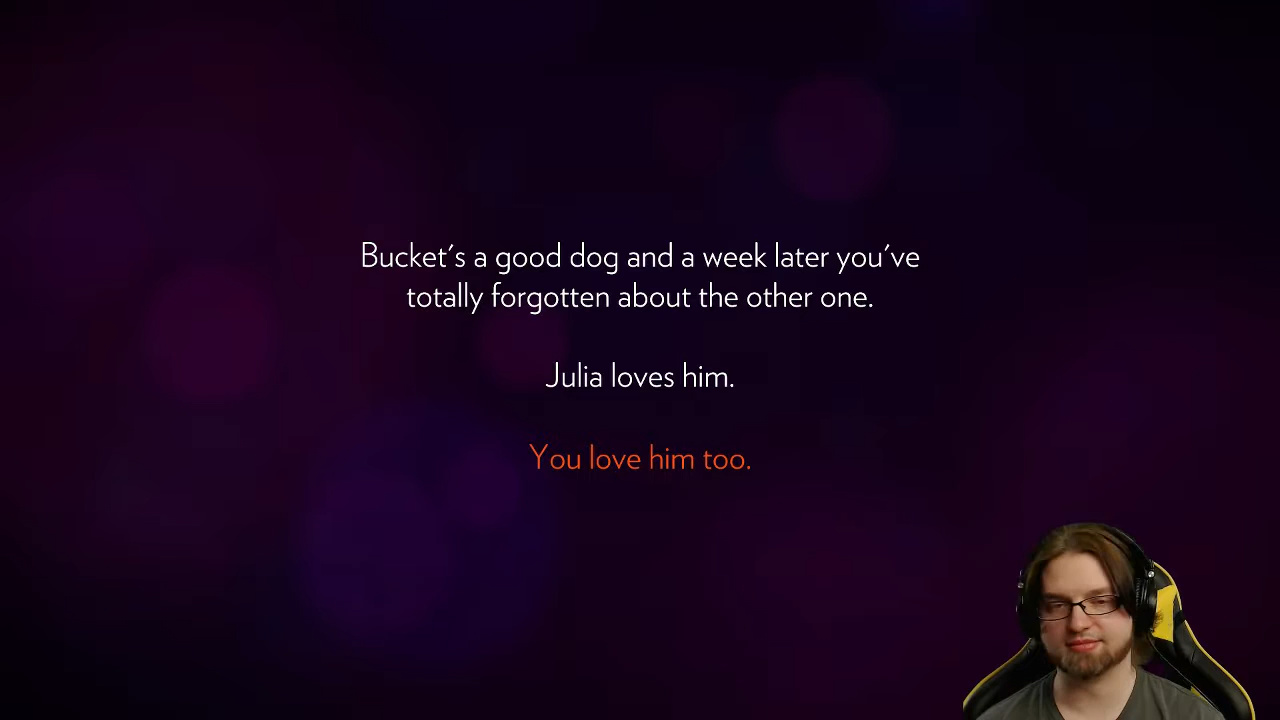 Bucket's a good dog and a week later you've
totally forgotten about the other one.
Julia loves him.
You love him too.